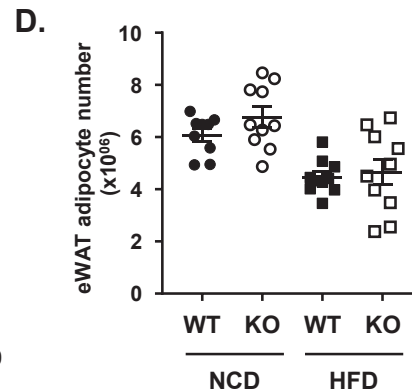 D.
eWAT adipocyte number
(x10⁰⁶)
10
8
6
4
2
0
WT KO WT KO
NCD HFD
)